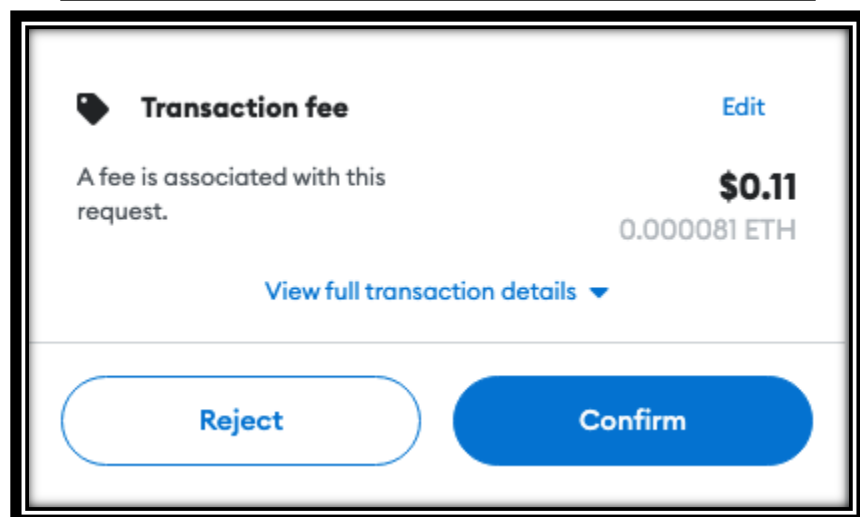 Transaction fee
Edit
A fee is associated with this
request.
$0.11
0.000081 ETH
View full transaction details
Reject
Confirm